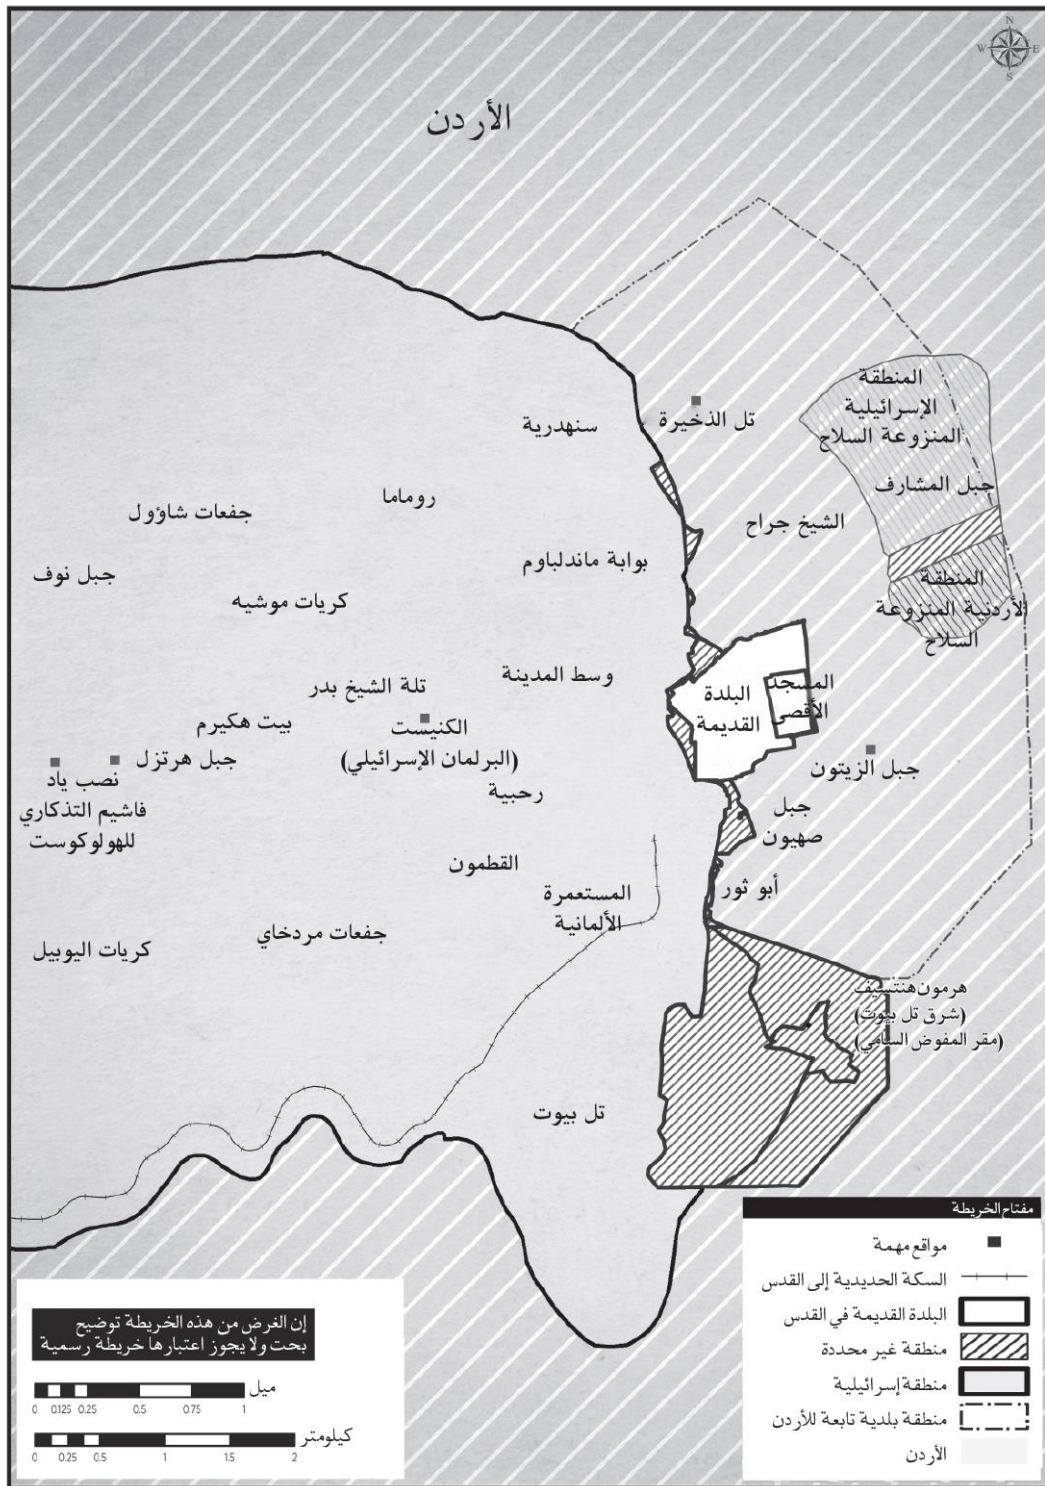 N
W
E
S
الأردن
المنطقة
الإسرائيلية
المنزوعة السلاح
سنهدرية
تل الذخيرة
جبل المشارف
روماما
جفعات شاؤول
الشيخ جراح
بوابة ماندلباوم
جبل نوف
المنطقة
الأردنية المنزوعة
السلاح
كريات موشيه
وسط المدينة
تلة الشيخ بدر
البلدة
القديمة
المسجد
الأقصى
بيت هكيرم
الكنيست
(البرلمان الإسرائيلي)
جبل هرتزل
نصب ياد
فاشيم التذكاري
للهولوكوست
جبل الزيتون
رحبية
جبل
صهيون
القطمون
أبو ثور
المستعمرة
الألمانية
جفعات مردخاي
كريات اليوبيل
هرمون هنتسيف
(شرق تل بيوت)
(مقر المفوض السامي)
تل بيوت
مفتاح الخريطة
مواقع مهمة
السكة الحديدية إلى القدس
البلدة القديمة في القدس
منطقة غير محددة
منطقة إسرائيلية
منطقة بلدية تابعة للأردن
الأردن
إن الغرض من هذه الخريطة توضيح
بحت ولا يجوز اعتبارها خريطة رسمية
ميل
0 0.125 0.25 0.5 0.75 1
كيلومتر
0 0.25 0.5 1 1.5 2